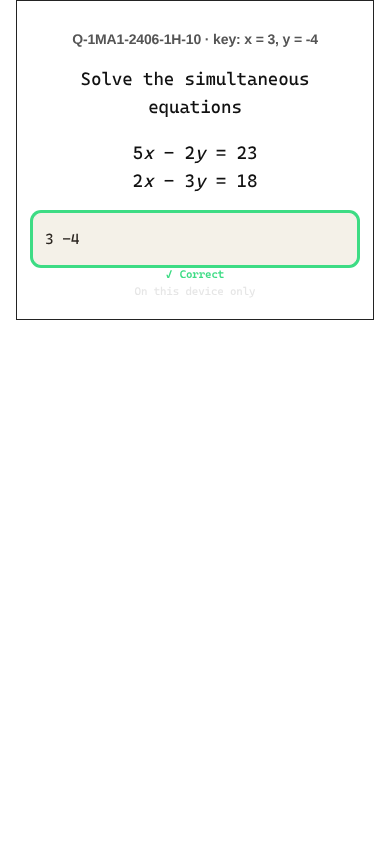 Q-1MA1-2406-1H-10 · key: x = 3, y = -4
Solve the simultaneous
equations
5x − 2y = 23
2x − 3y = 18
3 −4
✓ Correct
On this device only